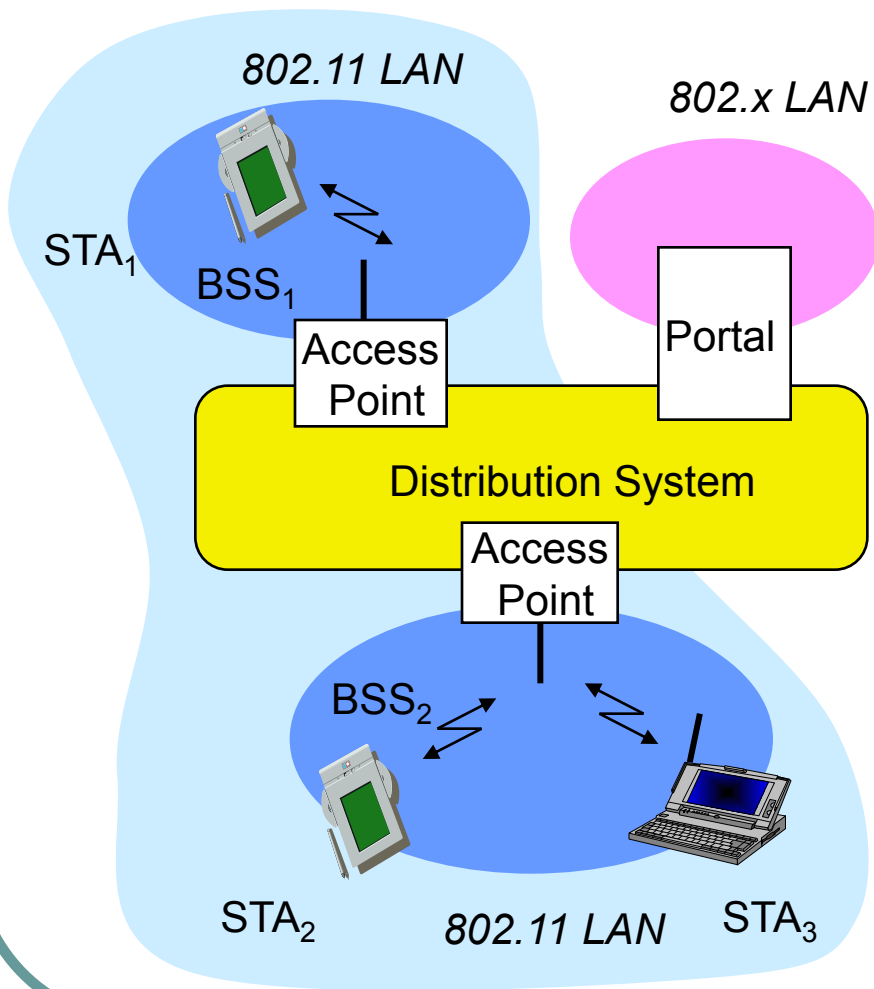 802.11 LAN
802.x LAN
STA₁
BSS₁
Access
Point
Portal
Distribution System
Access
Point
BSS₂
STA₂
802.11 LAN
STA₃